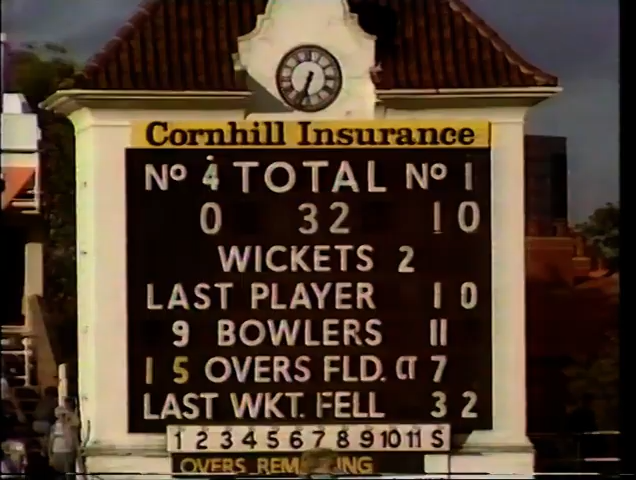 Cornhill Insurance
No 4 TOTAL No 1
0 32 10
WICKETS 2
LAST PLAYER 10
9 BOWLERS 11
15 OVERS FLD. CT 7
LAST WKT. FELL 32
1 2 3 4 5 6 7 8 9 10 11 S
OVERS